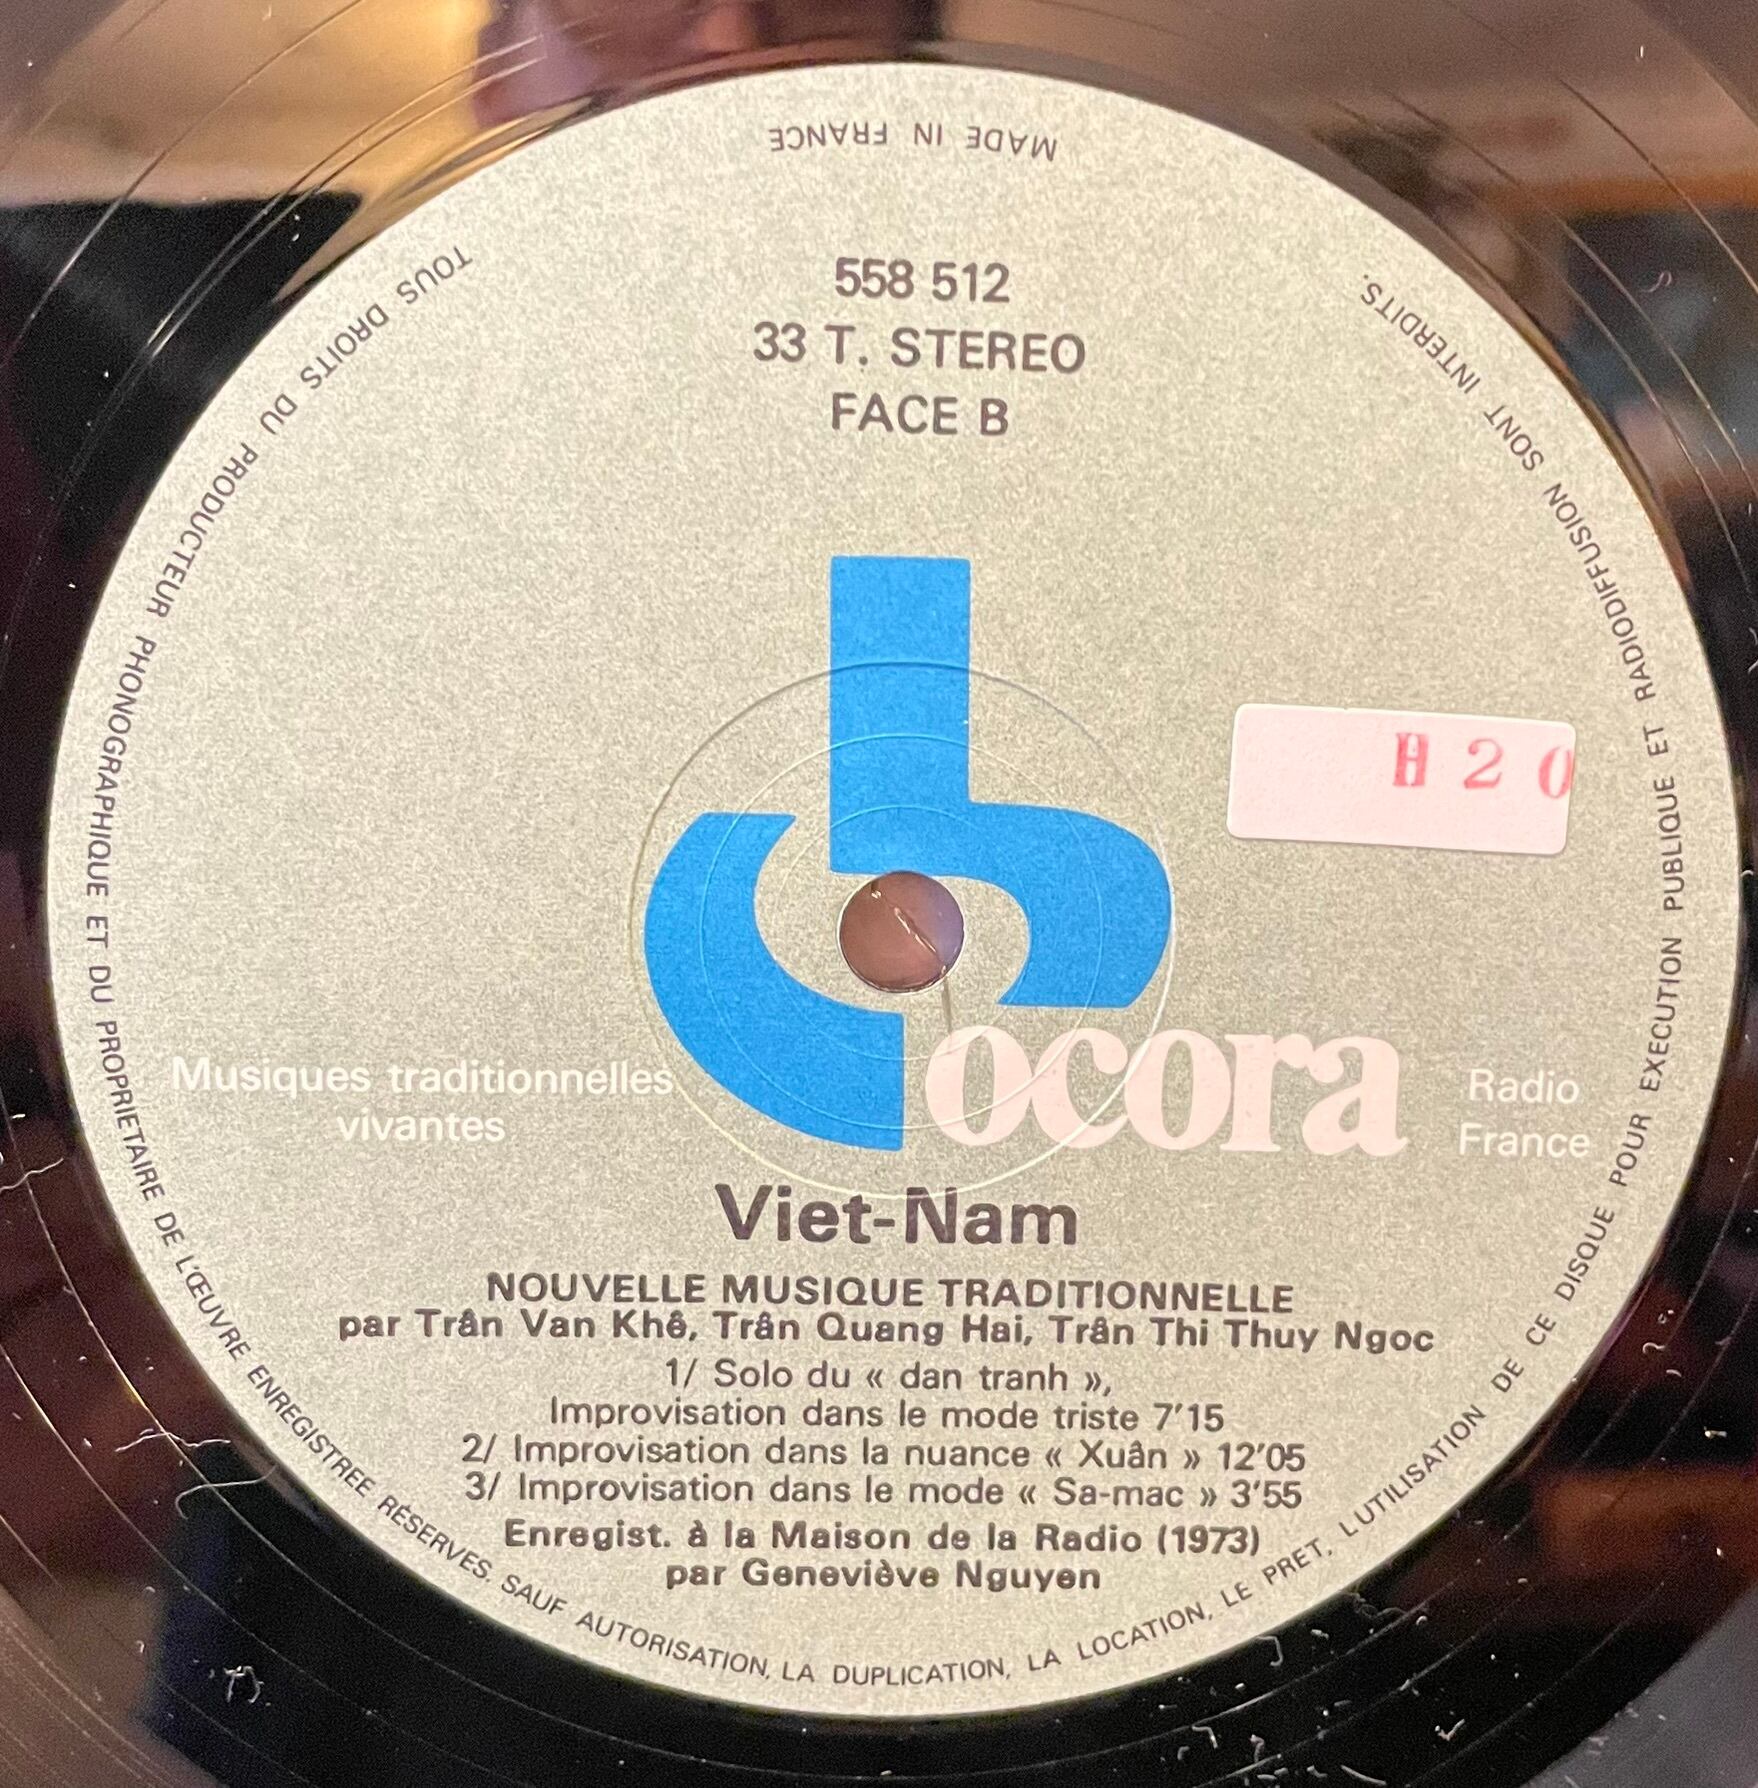 MADE IN FRANCE
558 512
33 T. STEREO
FACE B
H 2 0
ocora
Musiques traditionnelles
vivantes
Radio
France
Viet-Nam
NOUVELLE MUSIQUE TRADITIONNELLE
par Trân Van Khê, Trân Quang Hai, Trân Thi Thuy Ngoc
1/ Solo du « dan tranh »,
Improvisation dans le mode triste 7'15
2/ Improvisation dans la nuance « Xuân » 12'05
3/ Improvisation dans le mode « Sa-mac » 3'55
Enregist. à la Maison de la Radio (1973)
par Geneviève Nguyen
TOUS DROITS DU PRODUCTEUR PHONOGRAPHIQUE ET DU PROPRIETAIRE DE L'ŒUVRE ENREGISTREE RÉSERVES. SAUF AUTORISATION, LA DUPLICATION, LA LOCATION, LE PRET, L'UTILISATION DE CE DISQUE POUR EXECUTION PUBLIQUE ET RADIODIFFUSION SONT INTERDITS.